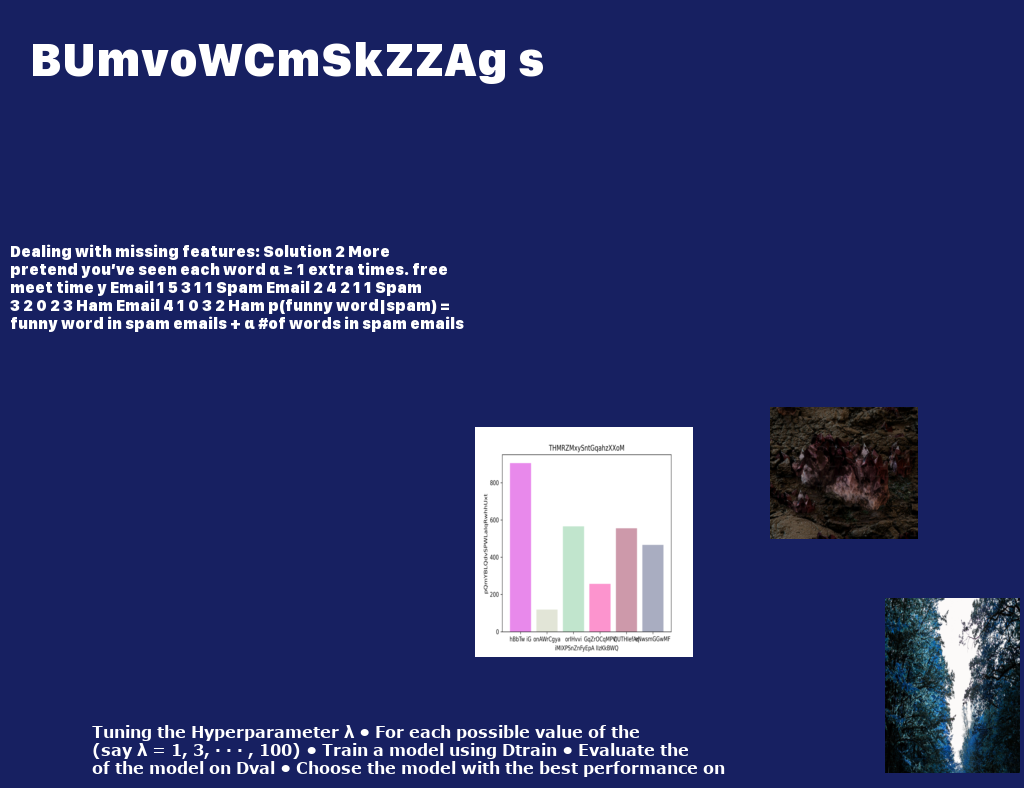 BUmvoWCmSkZZAg s
Dealing with missing features: Solution 2 More
pretend you've seen each word α ≥ 1 extra times. free
meet time y Email 1 5 3 1 1 Spam Email 2 4 2 1 1 Spam
3 2 0 2 3 Ham Email 4 1 0 3 2 Ham p(funny word|spam) =
funny word in spam emails + α #of words in spam emails
THMRZMxySntGqahzXXoM
800
600
400
200
0
hBbTw iG onAWrCgya ortHvvi
Tuning the Hyperparameter λ • For each possible value of the
(say λ = 1, 3, · · · , 100) • Train a model using Dtrain • Evaluate the
of the model on Dval • Choose the model with the best performance on